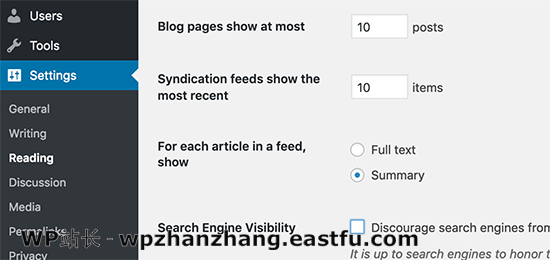 Users
Tools
Settings
General
Writing
Reading
Discussion
Media
Permalinks
Privacy
Blog pages show at most 10 posts
Syndication feeds show the
most recent 10 items
For each article in a feed,
show
Full text
Summary
Search Engine Visibility Discourage search engines from
It is up to search engines to honor t
WP站长 - wpzhanzhang.eastfu.com